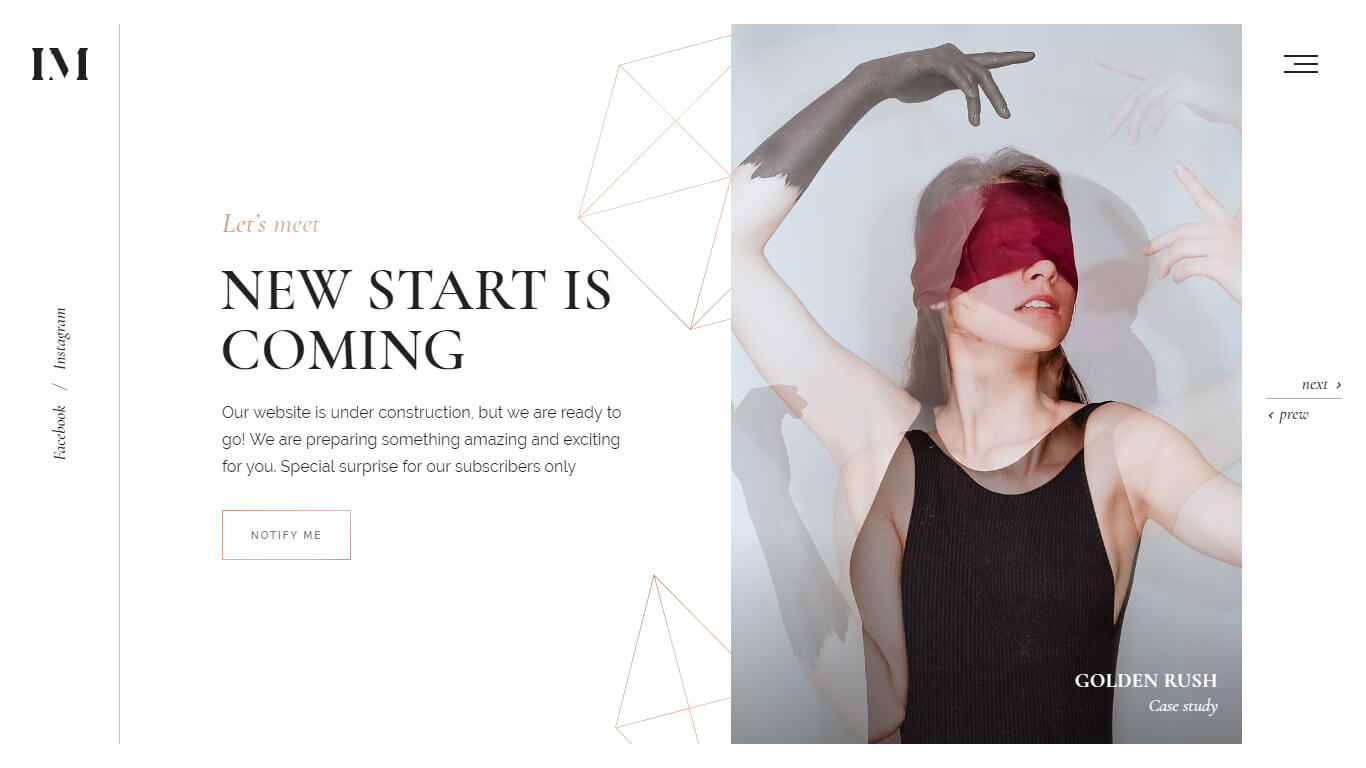 IM
Let's meet
NEW START IS
COMING
Our website is under construction, but we are ready to
go! We are preparing something amazing and exciting
for you. Special surprise for our subscribers only
NOTIFY ME
Facebook / Instagram
GOLDEN RUSH
Case study
next ›
‹ prew